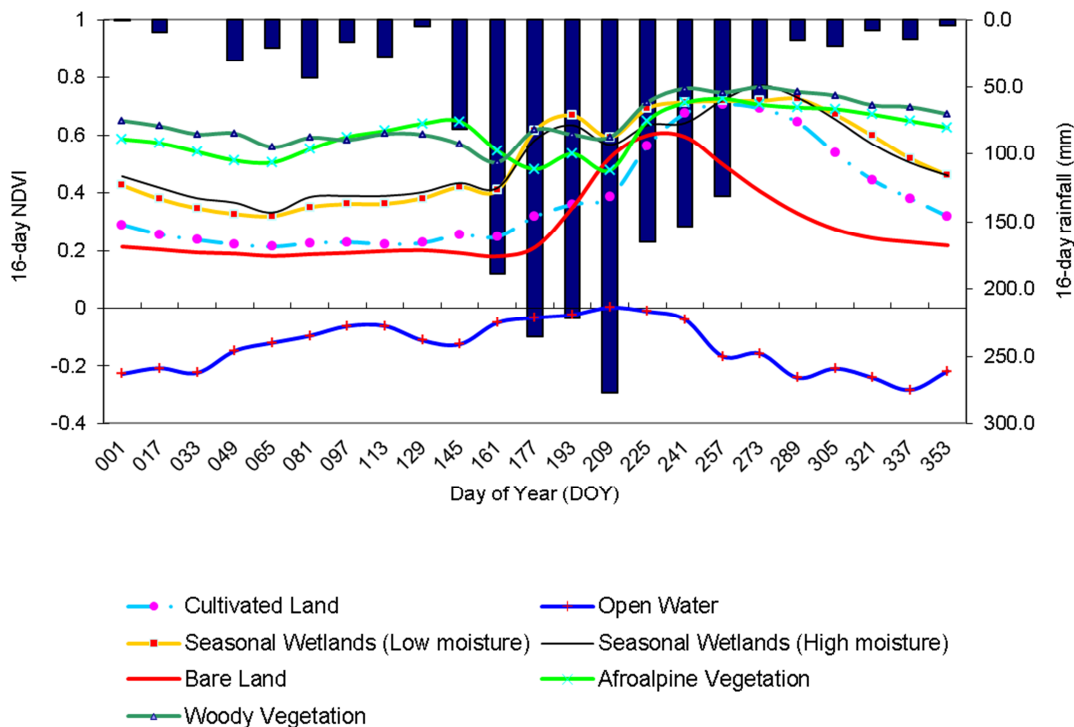 1
0.8
0.6
0.4
0.2
0
-0.2
-0.4
16-day NDVI
0.0
50.0
100.0
150.0
200.0
250.0
300.0
16-day rainfall (mm)
001 017 033 049 065 081 097 113 129 145 161 177 193 209 225 241 257 273 289 305 321 337 353
Day of Year (DOY)
Cultivated Land
Open Water
Seasonal Wetlands (Low moisture)
Seasonal Wetlands (High moisture)
Bare Land
Afroalpine Vegetation
Woody Vegetation